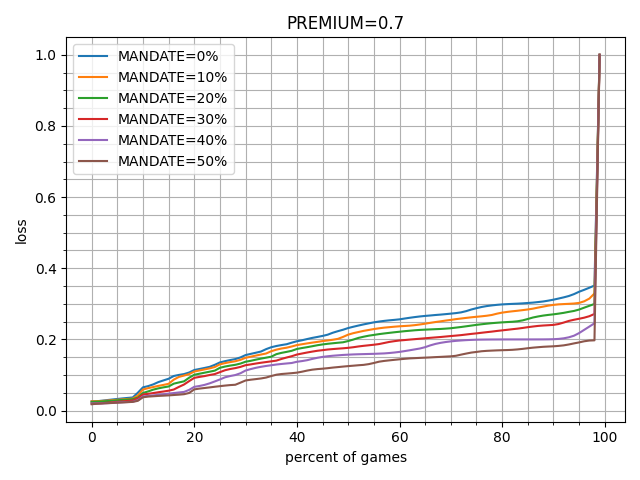 PREMIUM=0.7
MANDATE=0%
MANDATE=10%
MANDATE=20%
MANDATE=30%
MANDATE=40%
MANDATE=50%
loss
1.0
0.8
0.6
0.4
0.2
0.0
0 20 40 60 80 100
percent of games